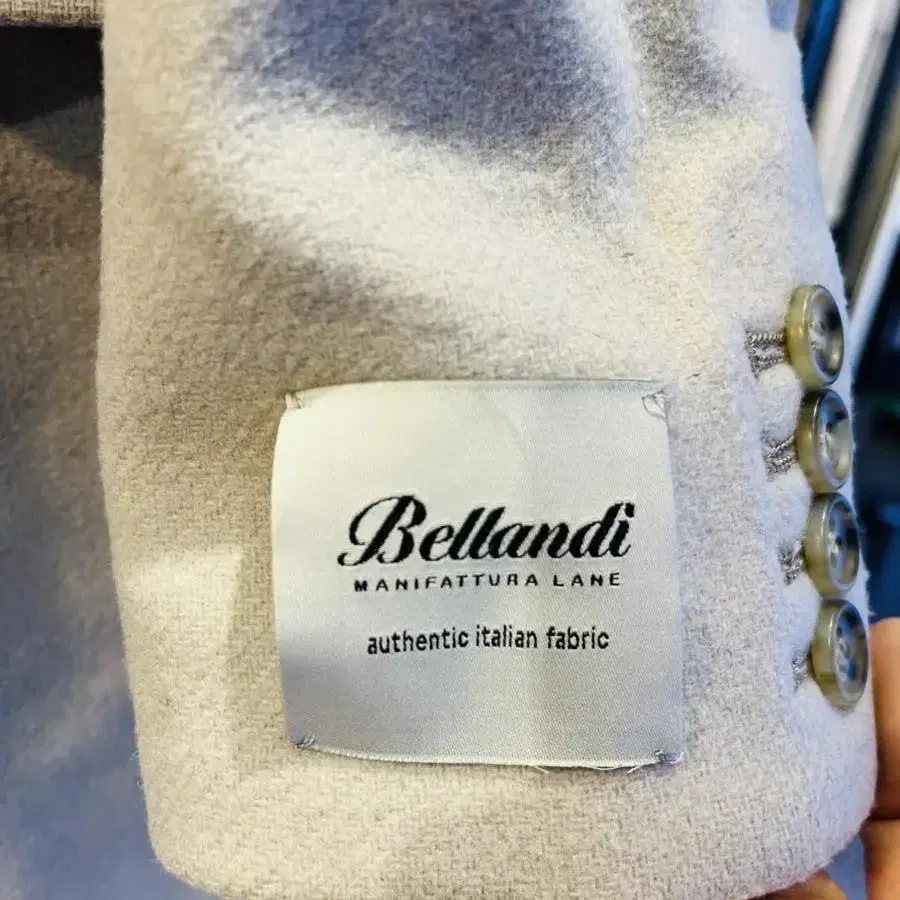 Bellandi
MANIFATTURA LANE
authentic italian fabric